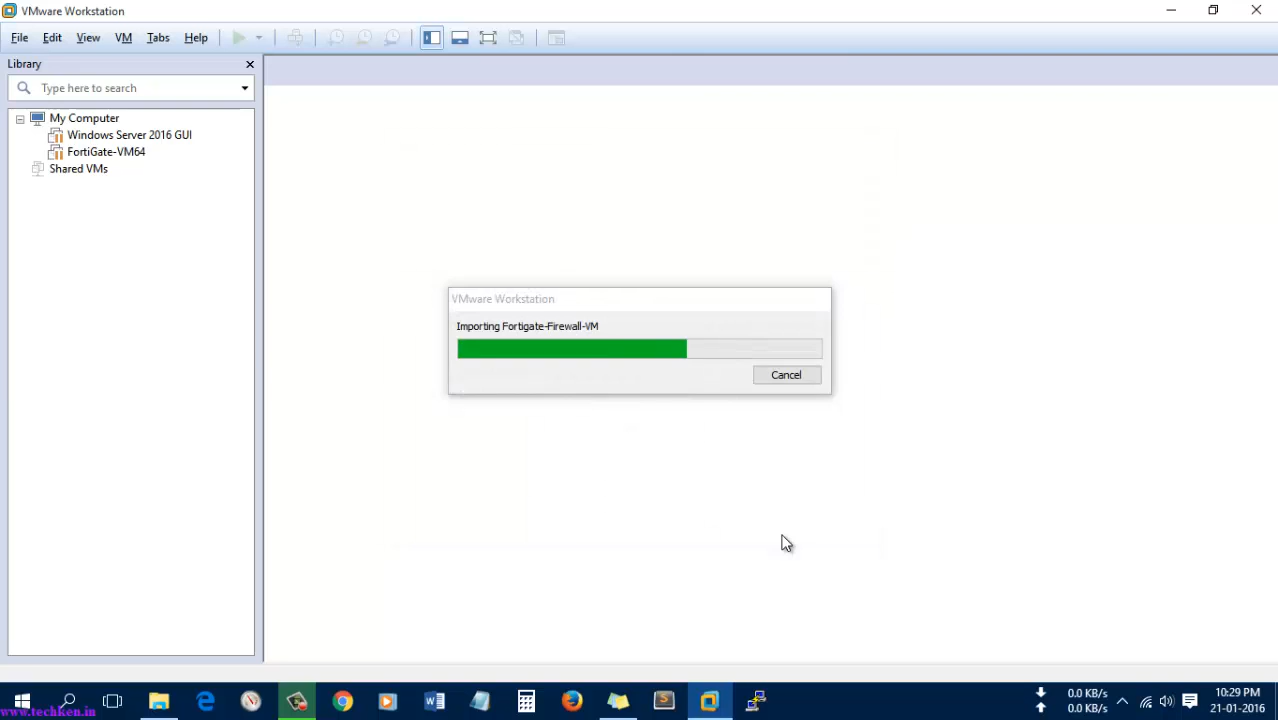 VMware Workstation
File Edit View VM Tabs Help
Library
Type here to search
My Computer
Windows Server 2016 GUI
FortiGate-VM64
Shared VMs
VMware Workstation
Importing Fortigate-Firewall-VM
Cancel
0.0 KB/s
0.0 KB/s
10:29 PM
21-01-2016
www.techken.in